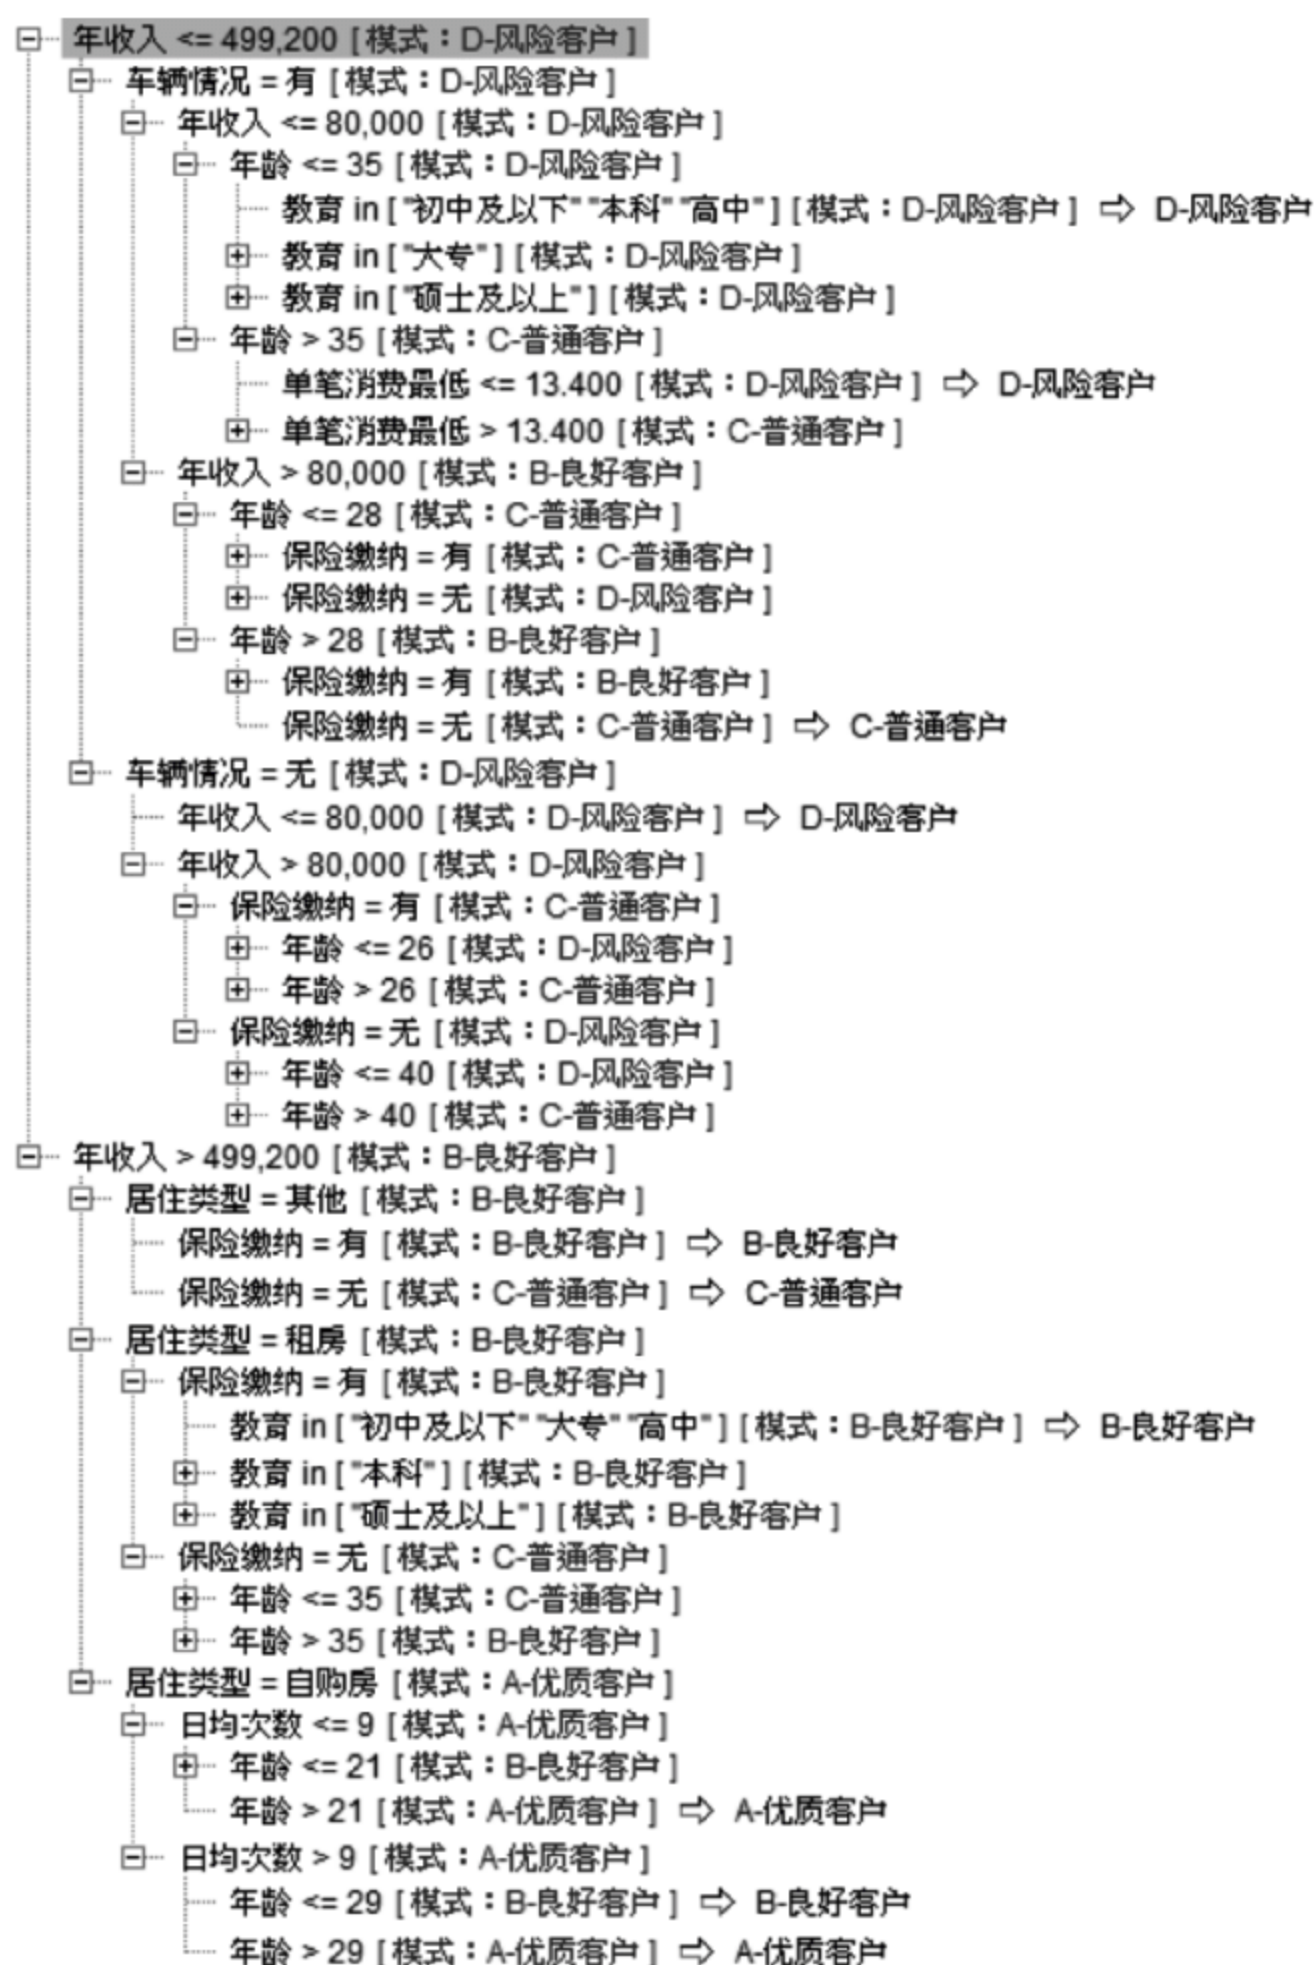 年收入 <= 499,200 [模式：D-风险客户]
车辆情况 = 有 [模式：D-风险客户]
年收入 <= 80,000 [模式：D-风险客户]
年龄 <= 35 [模式：D-风险客户]
教育 in ["初中及以下" "本科" "高中"] [模式：D-风险客户] ⇨ D-风险客户
教育 in ["大专"] [模式：D-风险客户]
教育 in ["硕士及以上"] [模式：D-风险客户]
年龄 > 35 [模式：C-普通客户]
单笔消费最低 <= 13.400 [模式：D-风险客户] ⇨ D-风险客户
单笔消费最低 > 13.400 [模式：C-普通客户]
年收入 > 80,000 [模式：B-良好客户]
年龄 <= 28 [模式：C-普通客户]
保险缴纳 = 有 [模式：C-普通客户]
保险缴纳 = 无 [模式：D-风险客户]
年龄 > 28 [模式：B-良好客户]
保险缴纳 = 有 [模式：B-良好客户]
保险缴纳 = 无 [模式：C-普通客户] ⇨ C-普通客户
车辆情况 = 无 [模式：D-风险客户]
年收入 <= 80,000 [模式：D-风险客户] ⇨ D-风险客户
年收入 > 80,000 [模式：D-风险客户]
保险缴纳 = 有 [模式：C-普通客户]
年龄 <= 26 [模式：D-风险客户]
年龄 > 26 [模式：C-普通客户]
保险缴纳 = 无 [模式：D-风险客户]
年龄 <= 40 [模式：D-风险客户]
年龄 > 40 [模式：C-普通客户]
年收入 > 499,200 [模式：B-良好客户]
居住类型 = 其他 [模式：B-良好客户]
保险缴纳 = 有 [模式：B-良好客户] ⇨ B-良好客户
保险缴纳 = 无 [模式：C-普通客户] ⇨ C-普通客户
居住类型 = 租房 [模式：B-良好客户]
保险缴纳 = 有 [模式：B-良好客户]
教育 in ["初中及以下" "大专" "高中"] [模式：B-良好客户] ⇨ B-良好客户
教育 in ["本科"] [模式：B-良好客户]
教育 in ["硕士及以上"] [模式：B-良好客户]
保险缴纳 = 无 [模式：C-普通客户]
年龄 <= 35 [模式：C-普通客户]
年龄 > 35 [模式：B-良好客户]
居住类型 = 自购房 [模式：A-优质客户]
日均次数 <= 9 [模式：A-优质客户]
年龄 <= 21 [模式：B-良好客户]
年龄 > 21 [模式：A-优质客户] ⇨ A-优质客户
日均次数 > 9 [模式：A-优质客户]
年龄 <= 29 [模式：B-良好客户] ⇨ B-良好客户
年龄 > 29 [模式：A-优质客户] ⇨ A-优质客户